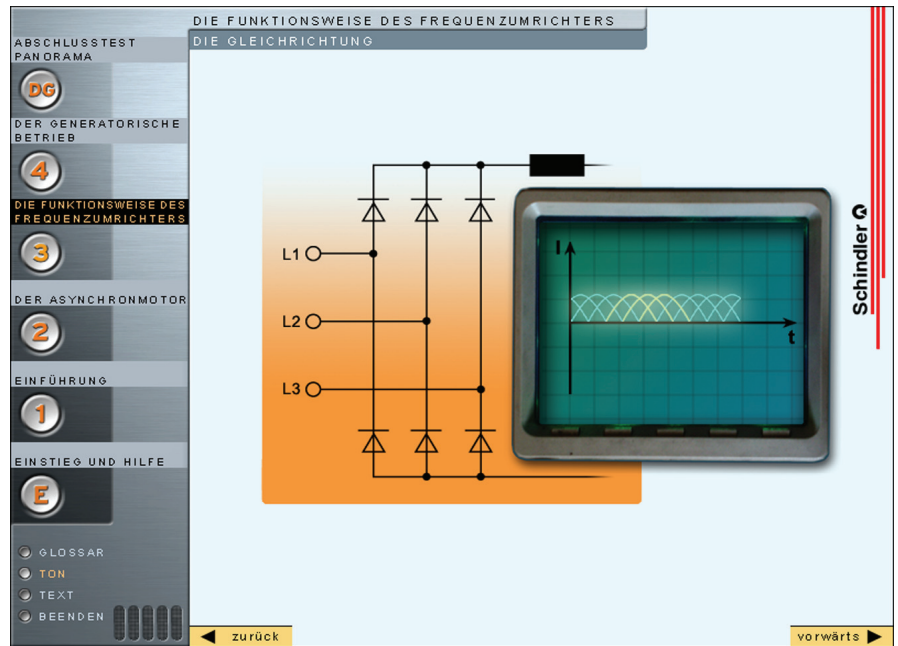 DIE FUNKTIONSWEISE DES FREQUENZUMRICHTERS
DIE GLEICHRICHTUNG
ABSCHLUSSTEST
PANORAMA
DG
DER GENERATORISCHE
BETRIEB
4
DIE FUNKTIONSWEISE DES
FREQUENZUMRICHTERS
3
DER ASYNCHRONMOTOR
2
EINFÜHRUNG
1
EINSTIEG UND HILFE
E
GLOSSAR
TON
TEXT
BEENDEN
L1
L2
L3
I
t
Schindler
zurück
vorwärts